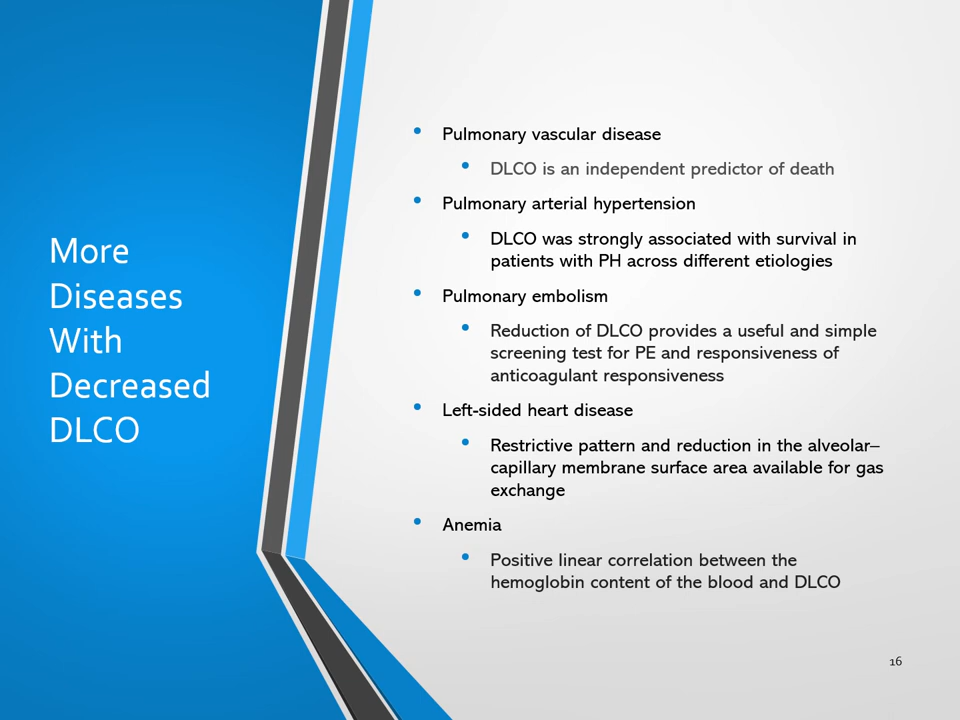 More
Diseases
With
Decreased
DLCO
• Pulmonary vascular disease
• DLCO is an independent predictor of death
• Pulmonary arterial hypertension
• DLCO was strongly associated with survival in
patients with PH across different etiologies
• Pulmonary embolism
• Reduction of DLCO provides a useful and simple
screening test for PE and responsiveness of
anticoagulant responsiveness
• Left-sided heart disease
• Restrictive pattern and reduction in the alveolar–
capillary membrane surface area available for gas
exchange
• Anemia
• Positive linear correlation between the
hemoglobin content of the blood and DLCO
16